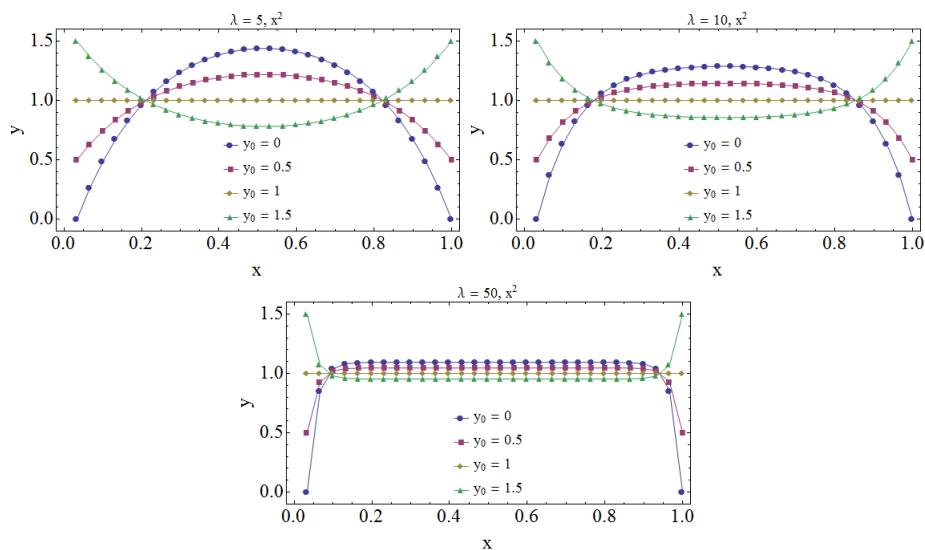 λ = 5, x²
1.5
1.0
0.5
0.0
y
y₀ = 0
y₀ = 0.5
y₀ = 1
y₀ = 1.5
0.0 0.2 0.4 0.6 0.8 1.0
x
λ = 10, x²
1.5
1.0
0.5
0.0
y
y₀ = 0
y₀ = 0.5
y₀ = 1
y₀ = 1.5
0.0 0.2 0.4 0.6 0.8 1.0
x
λ = 50, x²
1.5
1.0
0.5
0.0
y
y₀ = 0
y₀ = 0.5
y₀ = 1
y₀ = 1.5
0.0 0.2 0.4 0.6 0.8 1.0
x